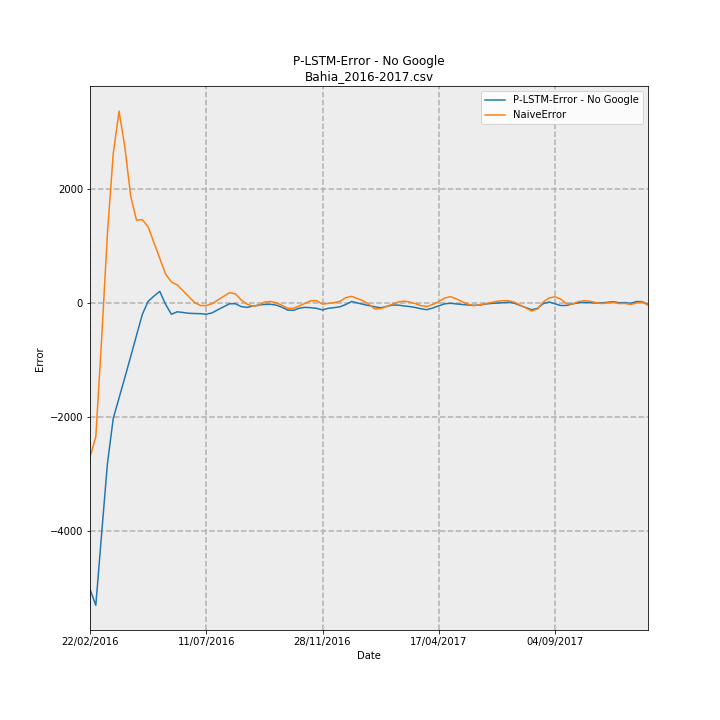 P-LSTM-Error - No Google
Bahia_2016-2017.csv
P-LSTM-Error - No Google
NaiveError
2000
0
−2000
−4000
Error
22/02/2016
11/07/2016
28/11/2016
17/04/2017
04/09/2017
Date